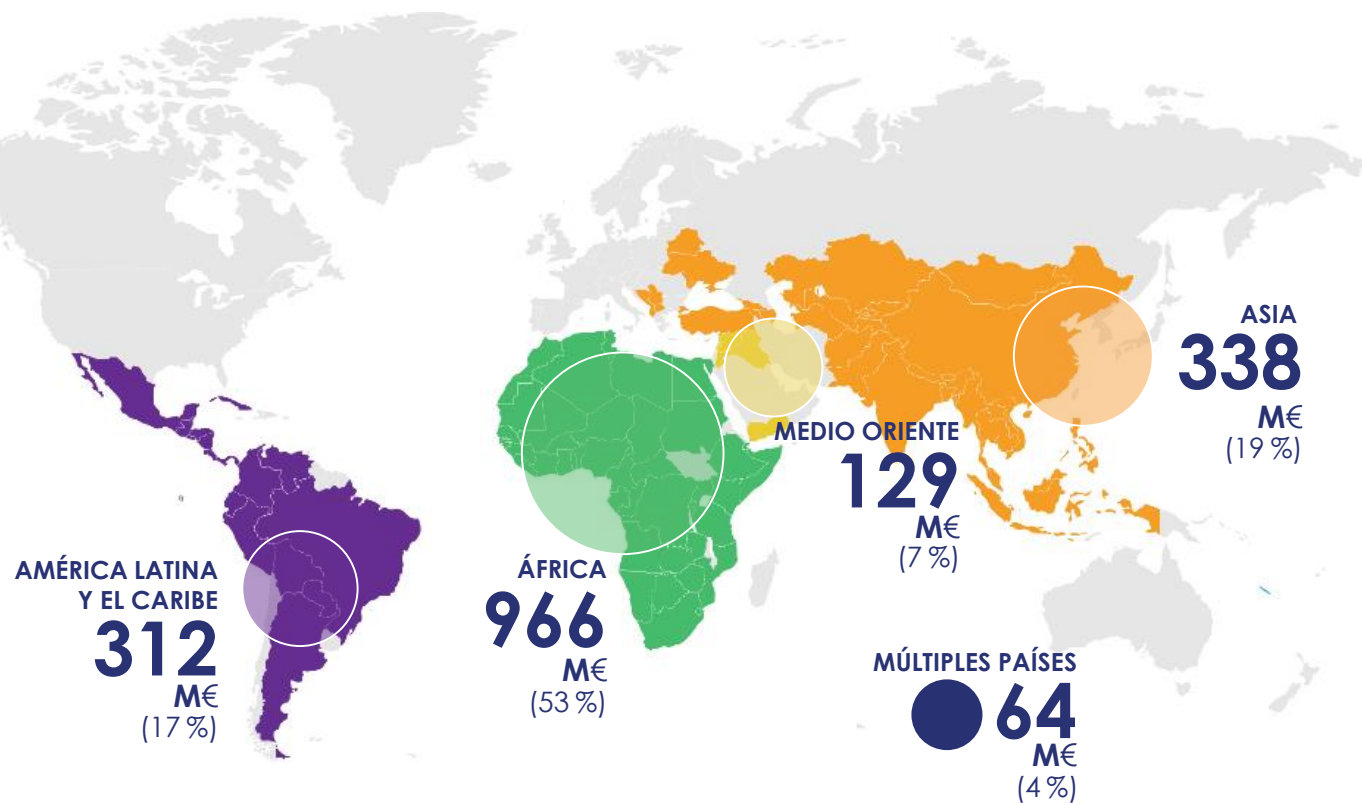 AMÉRICA LATINA
Y EL CARIBE
312
M€
(17 %)
ÁFRICA
966
M€
(53 %)
MEDIO ORIENTE
129
M€
(7 %)
ASIA
338
M€
(19 %)
MÚLTIPLES PAÍSES
64
M€
(4 %)